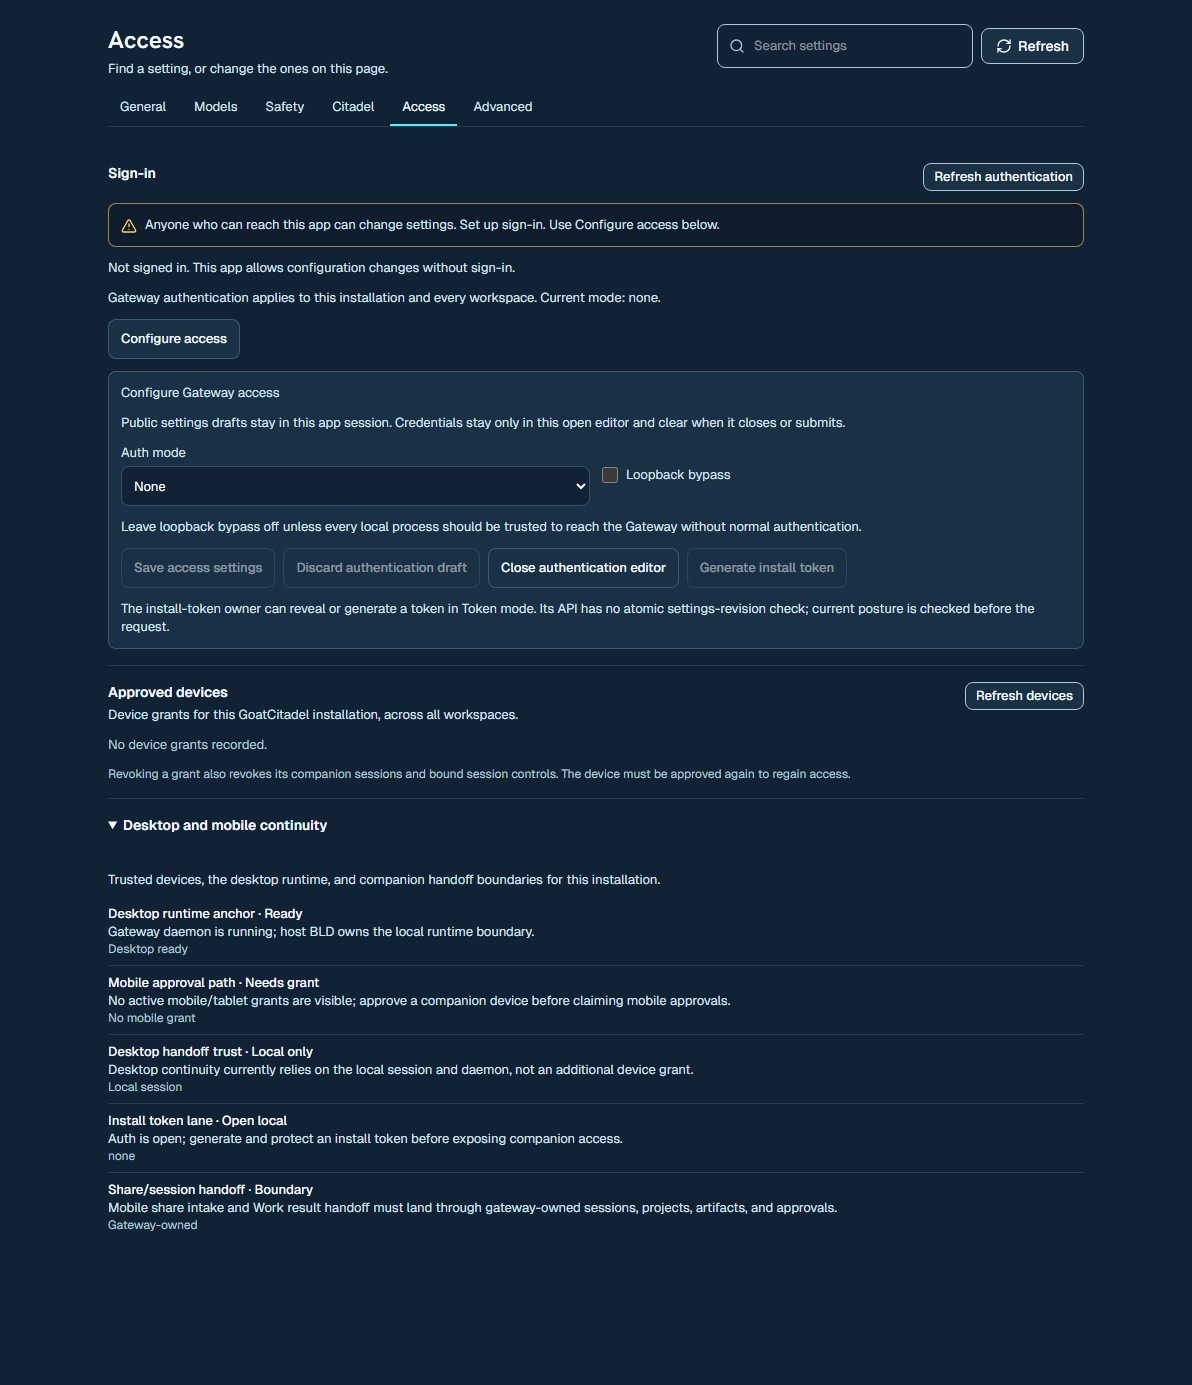 Access
Find a setting, or change the ones on this page.
Search settings
Refresh
General
Models
Safety
Citadel
Access
Advanced
Sign-in
Refresh authentication
Anyone who can reach this app can change settings. Set up sign-in. Use Configure access below.
Not signed in. This app allows configuration changes without sign-in.
Gateway authentication applies to this installation and every workspace. Current mode: none.
Configure access
Configure Gateway access
Public settings drafts stay in this app session. Credentials stay only in this open editor and clear when it closes or submits.
Auth mode
None
Loopback bypass
Leave loopback bypass off unless every local process should be trusted to reach the Gateway without normal authentication.
Save access settings
Discard authentication draft
Close authentication editor
Generate install token
The install-token owner can reveal or generate a token in Token mode. Its API has no atomic settings-revision check; current posture is checked before the
request.
Approved devices
Refresh devices
Device grants for this GoatCitadel installation, across all workspaces.
No device grants recorded.
Revoking a grant also revokes its companion sessions and bound session controls. The device must be approved again to regain access.
Desktop and mobile continuity
Trusted devices, the desktop runtime, and companion handoff boundaries for this installation.
Desktop runtime anchor · Ready
Gateway daemon is running; host BLD owns the local runtime boundary.
Desktop ready
Mobile approval path · Needs grant
No active mobile/tablet grants are visible; approve a companion device before claiming mobile approvals.
No mobile grant
Desktop handoff trust · Local only
Desktop continuity currently relies on the local session and daemon, not an additional device grant.
Local session
Install token lane · Open local
Auth is open; generate and protect an install token before exposing companion access.
none
Share/session handoff · Boundary
Mobile share intake and Work result handoff must land through gateway-owned sessions, projects, artifacts, and approvals.
Gateway-owned